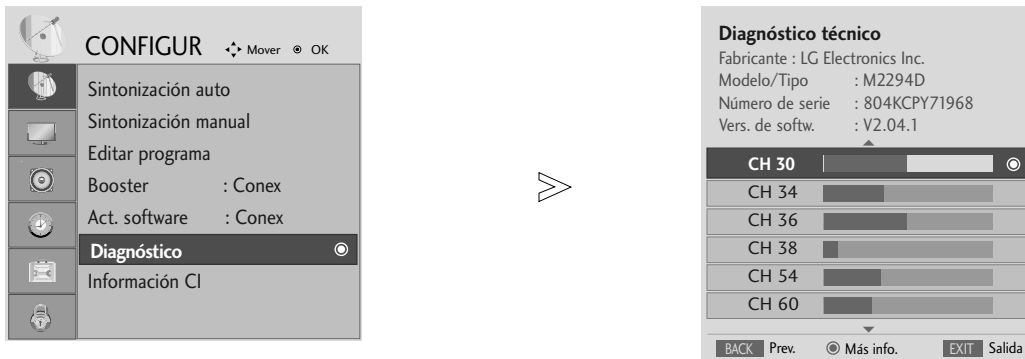 CONFIGUR Mover OK
Sintonización auto
Sintonización manual
Editar programa
Booster : Conex
Act. software : Conex
Diagnóstico
Información CI
Diagnóstico técnico
Fabricante : LG Electronics Inc.
Modelo/Tipo : M2294D
Número de serie : 804KCPY71968
Vers. de softw. : V2.04.1
CH 30
CH 34
CH 36
CH 38
CH 54
CH 60
BACK Prev. Más info. EXIT Salida